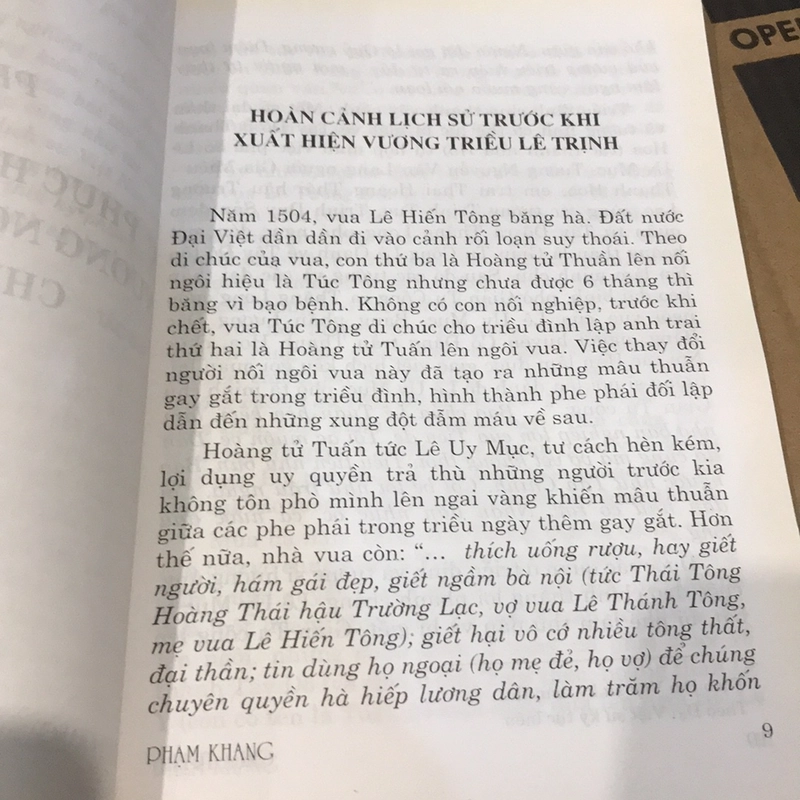 OPE
HOÀN CẢNH LỊCH SỬ TRƯỚC KHI
XUẤT HIỆN VƯƠNG TRIỀU LÊ TRỊNH
Năm 1504, vua Lê Hiến Tông băng hà. Đất nước
Đại Việt dần dần đi vào cảnh rối loạn suy thoái. Theo
di chúc của vua, con thứ ba là Hoàng tử Thuần lên nối
ngôi hiệu là Túc Tông nhưng chưa được 6 tháng thì
băng vì bạo bệnh. Không có con nối nghiệp, trước khi
chết, vua Túc Tông di chúc cho triều đình lập anh trai
thứ hai là Hoàng tử Tuấn lên ngôi vua. Việc thay đổi
người nối ngôi vua này đã tạo ra những mâu thuẫn
gay gắt trong triều đình, hình thành phe phái đối lập
dẫn đến những xung đột đẫm máu về sau.
Hoàng tử Tuấn tức Lê Uy Mục, tư cách hèn kém,
lợi dụng uy quyền trả thù những người trước kia
không tôn phò mình lên ngai vàng khiến mâu thuẫn
giữa các phe phái trong triều ngày thêm gay gắt. Hơn
thế nữa, nhà vua còn: “... thích uống rượu, hay giết
người, hám gái đẹp, giết ngầm bà nội (tức Thái Tông
Hoàng Thái hậu Trường Lạc, vợ vua Lê Thánh Tông,
mẹ vua Lê Hiến Tông); giết hại vô cớ nhiều tông thất,
đại thần; tin dùng họ ngoại (họ mẹ đẻ, họ vợ) để chúng
chuyên quyền hà hiếp lương dân, làm trăm họ khốn
9
PHẠM KHANG